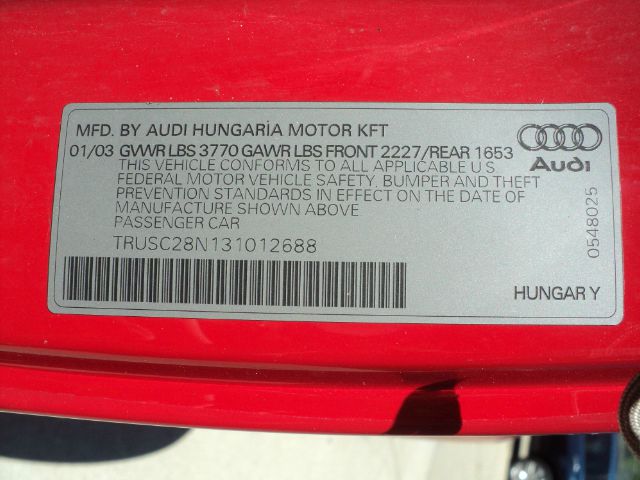 MFD. BY AUDI HUNGARÌA MOTOR KFT
01/03 GVWR LBS 3770 GAWR LBS FRONT 2227/REAR 1653
THIS VEHICLE CONFORMS TO ALL APPLICABLE U.S
FEDERAL MOTOR VEHICLE SAFETY, BUMPER AND THEFT
PREVENTION STANDARDS IN EFFECT ON THE DATE OF
MANUFACTURE SHOWN ABOVE
PASSENGER CAR
TRUSC28N131012688
Audi
0548025
HUNGARY